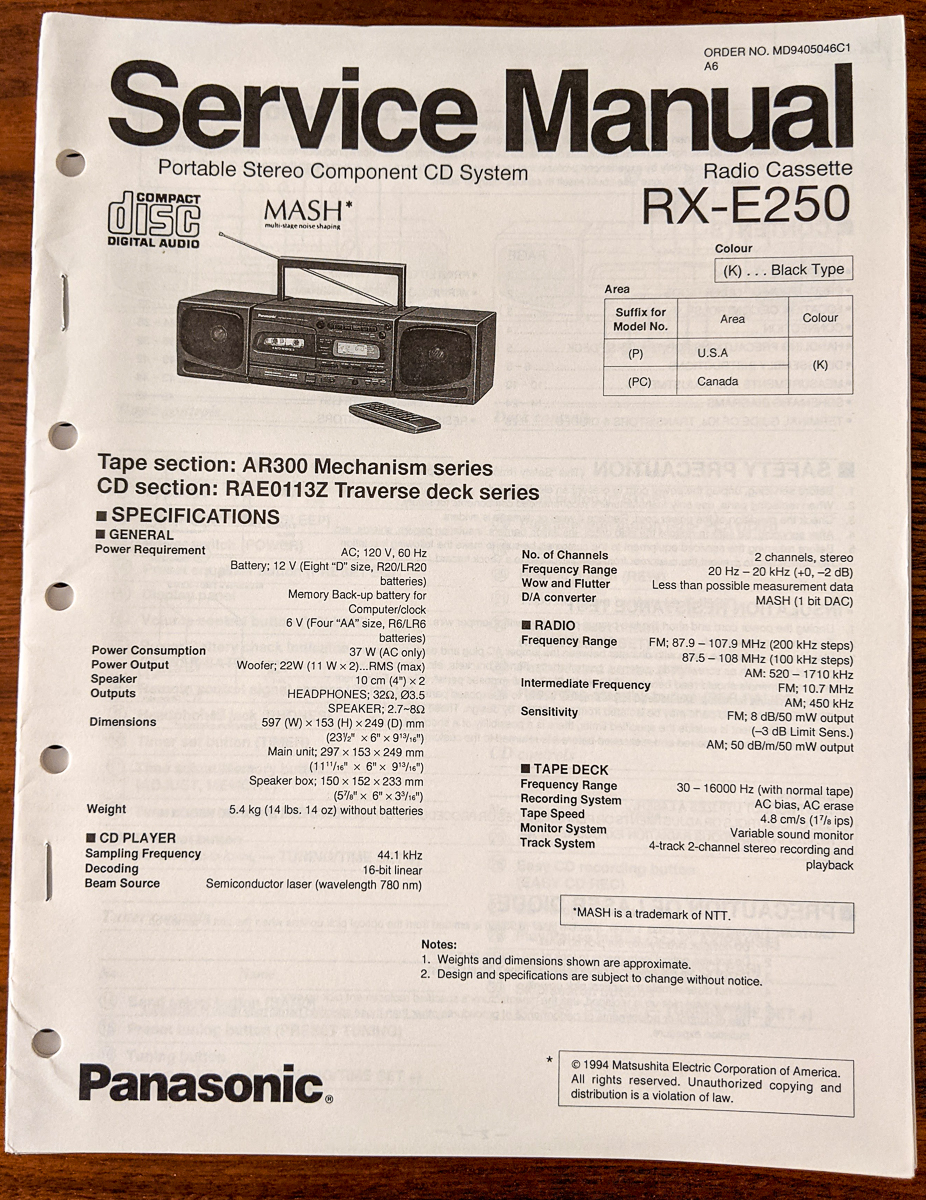 ORDER NO. MD9405046C1
A6
Service Manual
Portable Stereo Component CD System
Radio Cassette
RX-E250
COMPACT
disc
DIGITAL AUDIO
MASH*
multi-stage noise shaping
Colour
(K) . . . Black Type
Area
Suffix for Model No. Area Colour
(P) U.S.A (K)
(PC) Canada
Panasonic
Tape section: AR300 Mechanism series
CD section: RAE0113Z Traverse deck series
■ SPECIFICATIONS
■ GENERAL
Power Requirement AC; 120 V, 60 Hz
Battery; 12 V (Eight “D” size, R20/LR20
batteries)
Memory Back-up battery for
Computer/clock
6 V (Four “AA” size, R6/LR6
batteries)
Power Consumption 37 W (AC only)
Power Output Woofer; 22W (11 W × 2)...RMS (max)
Speaker 10 cm (4") × 2
Outputs HEADPHONES; 32Ω, Ø3.5
SPEAKER; 2.7~8Ω
Dimensions 597 (W) × 153 (H) × 249 (D) mm
(23½" × 6" × 9¹³/₁₆")
Main unit; 297 × 153 × 249 mm
(11¹¹/₁₆" × 6" × 9¹³/₁₆")
Speaker box; 150 × 152 × 233 mm
(5⅞" × 6" × 3³/₁₆")
Weight 5.4 kg (14 lbs. 14 oz) without batteries
■ CD PLAYER
Sampling Frequency 44.1 kHz
Decoding 16-bit linear
Beam Source Semiconductor laser (wavelength 780 nm)
No. of Channels 2 channels, stereo
Frequency Range 20 Hz – 20 kHz (+0, –2 dB)
Wow and Flutter Less than possible measurement data
D/A converter MASH (1 bit DAC)
■ RADIO
Frequency Range FM; 87.9 – 107.9 MHz (200 kHz steps)
87.5 – 108 MHz (100 kHz steps)
AM: 520 – 1710 kHz
Intermediate Frequency FM; 10.7 MHz
AM; 450 kHz
Sensitivity FM; 8 dB/50 mW output
(–3 dB Limit Sens.)
AM; 50 dB/m/50 mW output
■ TAPE DECK
Frequency Range 30 – 16000 Hz (with normal tape)
Recording System AC bias, AC erase
Tape Speed 4.8 cm/s (1⅞ ips)
Monitor System Variable sound monitor
Track System 4-track 2-channel stereo recording and
playback
*MASH is a trademark of NTT.
Notes:
1. Weights and dimensions shown are approximate.
2. Design and specifications are subject to change without notice.
Panasonic®
* © 1994 Matsushita Electric Corporation of America.
All rights reserved. Unauthorized copying and
distribution is a violation of law.